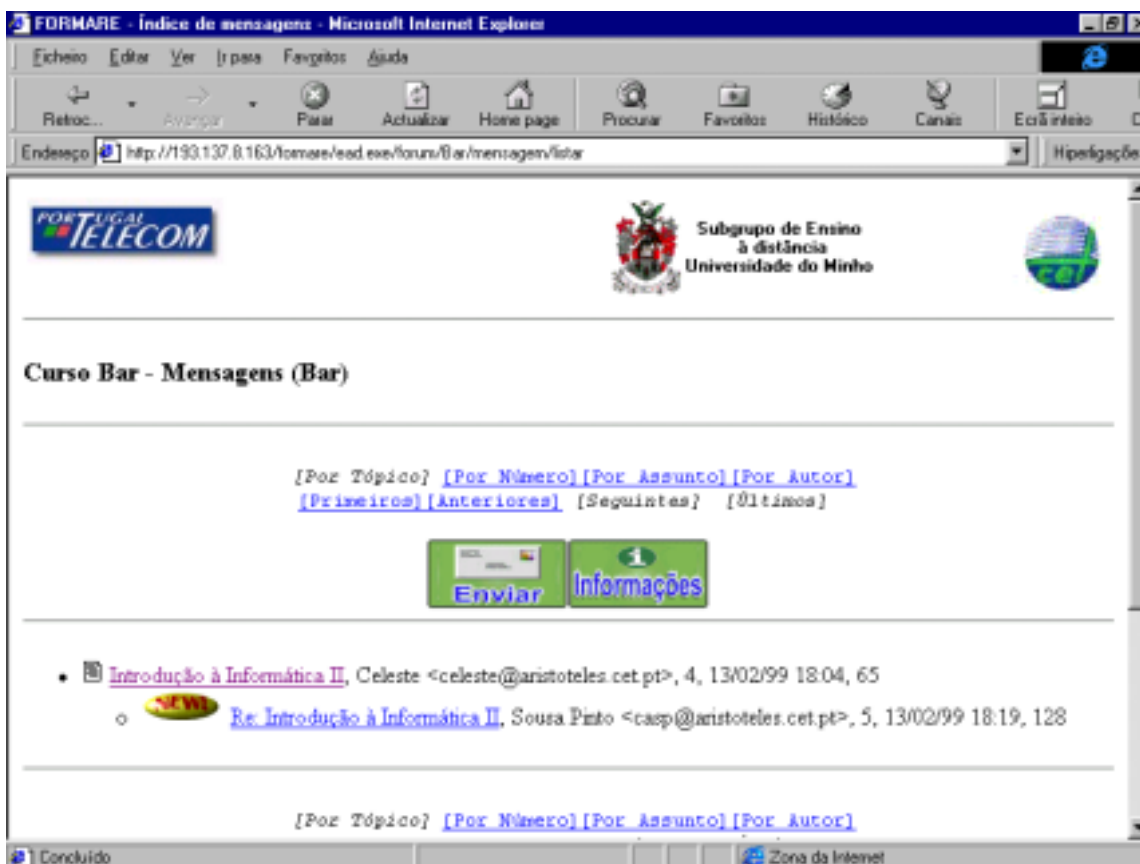 FORMARE - Índice de mensagens - Microsoft Internet Explorer
Ficheiro Editar Ver Ir para Favoritos Ajuda
Retroc... Avançar Parar Actualizar Home page Procurar Favoritos Histórico Canais Ecrã inteiro
Endereço http://193.137.8.163/formare/ead.exe/forum/Bar/mensagem/listar Hiperligaçõe
PORTUGAL
TELECOM
Subgrupo de Ensino
à distância
Universidade do Minho
cet
Curso Bar - Mensagens (Bar)
[Por Tópico] [Por Número] [Por Assunto] [Por Autor]
[Primeiros] [Anteriores] [Seguintes] [Últimos]
Enviar Informações
Introdução à Informática II, Celeste <celeste@aristoteles.cet.pt>, 4, 13/02/99 18:04, 65
NEW! Re: Introdução à Informática II, Sousa Pinto <casp@aristoteles.cet.pt>, 5, 13/02/99 18:19, 128
[Por Tópico] [Por Número] [Por Assunto] [Por Autor]
Concluído Zona da Internet